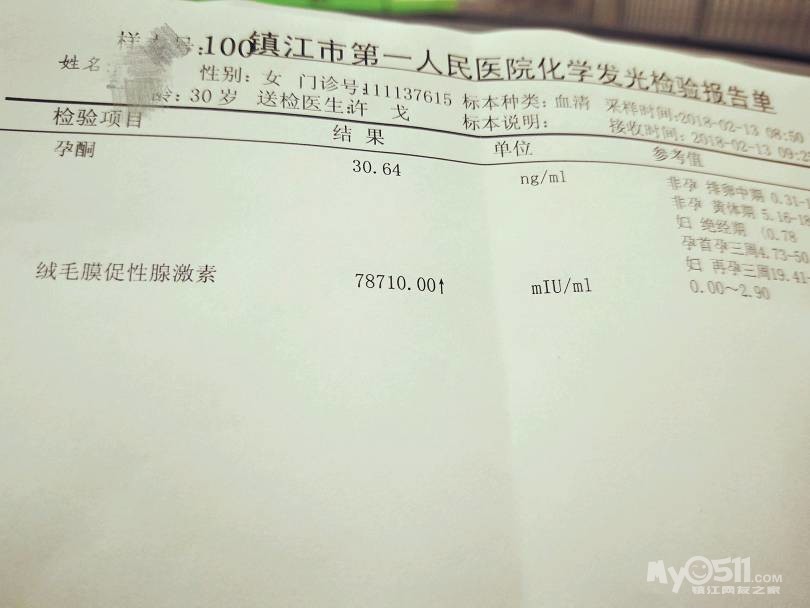 样本号:100镇江市第一人民医院化学发光检验报告单
姓名: 性别: 女 门诊号:111137615 标本种类: 血清 采样时间:2018-02-13 08:50
龄: 30 岁 送检医生:许 戈 标本说明: 接收时间: 2018-02-13 09:2
检验项目 结 果 单位 参考值
孕酮 30.64 ng/ml 非孕 排卵中期 0.31-1
非孕 黄体期 5.16-18
妇 绝经期 〈0.78
孕首孕三周4.73-50
妇 再孕三周19.41-
绒毛膜促性腺激素 78710.00↑ mIU/ml 0.00～2.90
My0511.com
镇江网友之家